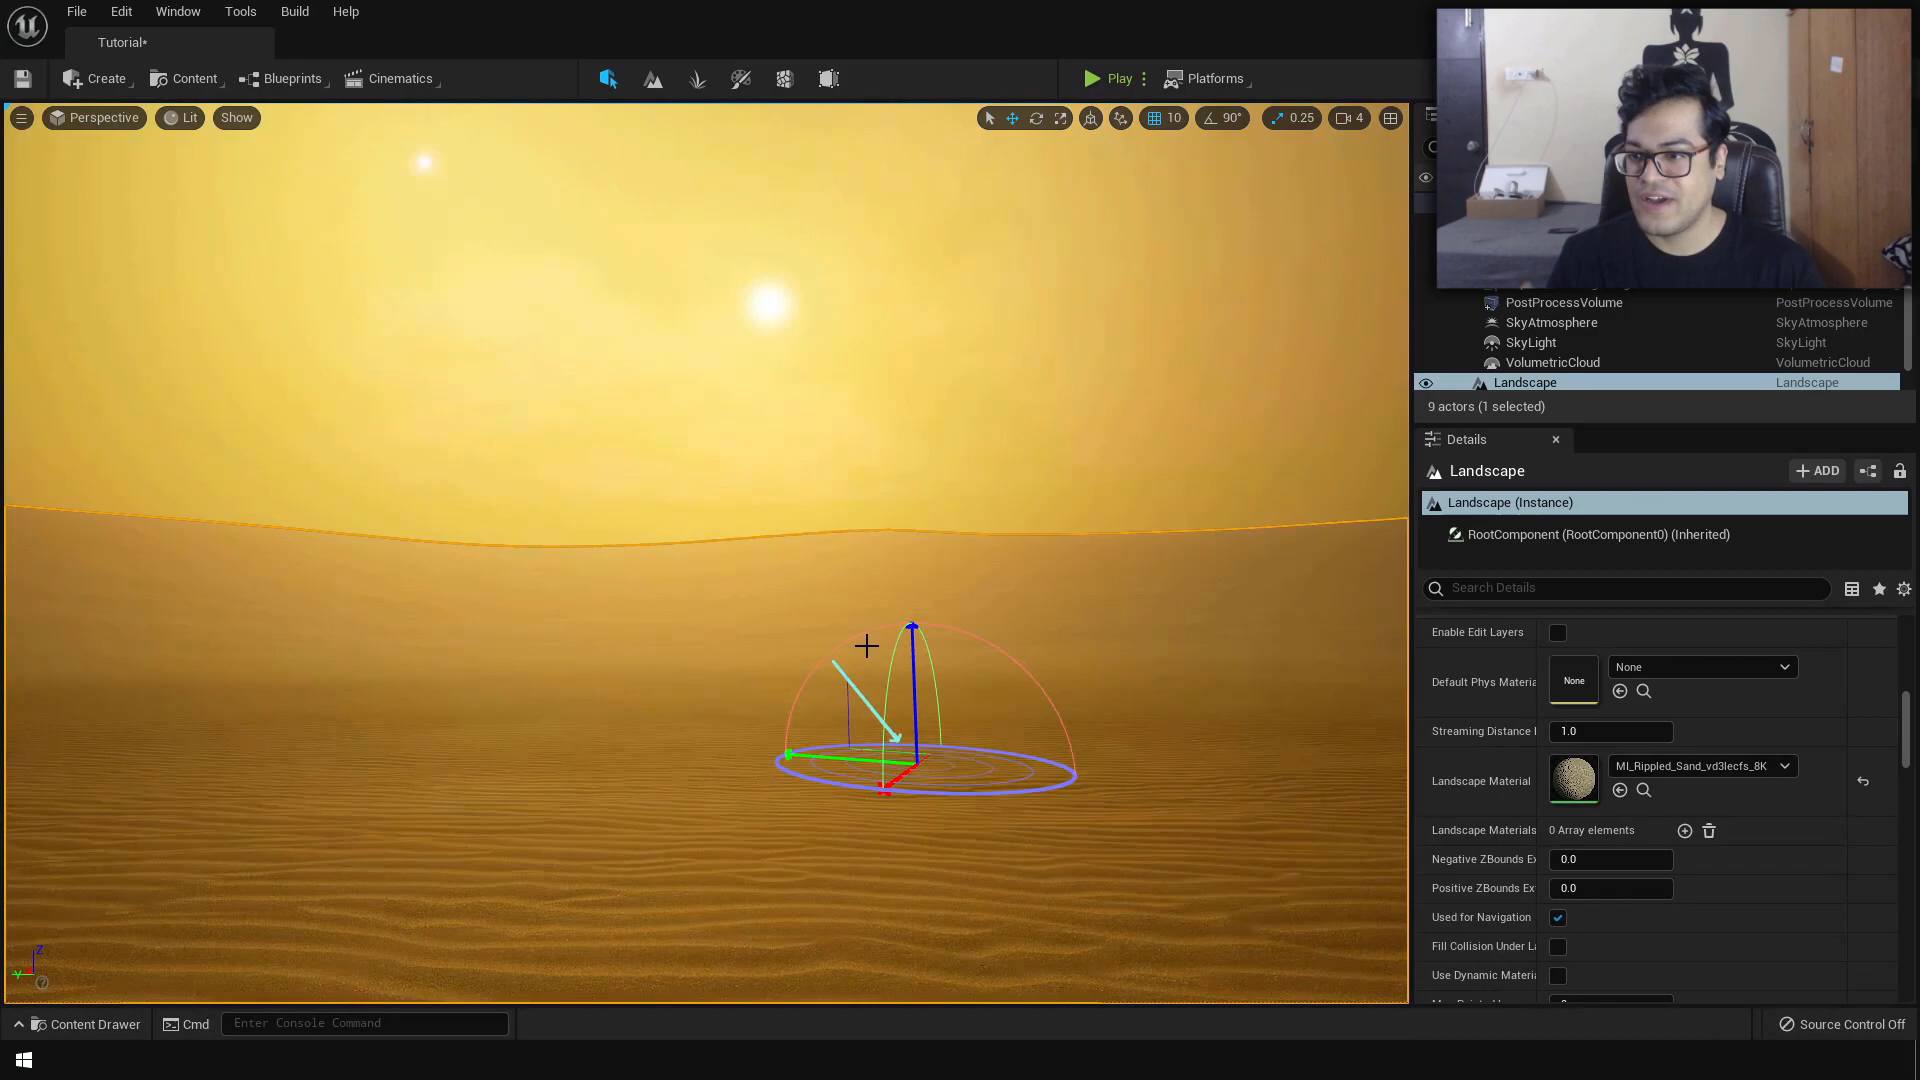 File Edit Window Tools Build Help
Tutorial*
Create Content Blueprints Cinematics Play Platforms
Perspective Lit Show 10 90° 0.25 4
PostProcessVolume PostProcessVolume
SkyAtmosphere SkyAtmosphere
SkyLight SkyLight
VolumetricCloud VolumetricCloud
Landscape Landscape
9 actors (1 selected)
Details
Landscape ADD
Landscape (Instance)
RootComponent (RootComponent0) (Inherited)
Search Details
Enable Edit Layers
Default Phys Materia None None
Streaming Distance 1.0
Landscape Material MI_Rippled_Sand_vd3lecfs_8K
Landscape Materials 0 Array elements
Negative ZBounds Ex 0.0
Positive ZBounds Ex 0.0
Used for Navigation
Fill Collision Under La
Use Dynamic Materia
Z
Y
Content Drawer Cmd Enter Console Command Source Control Off